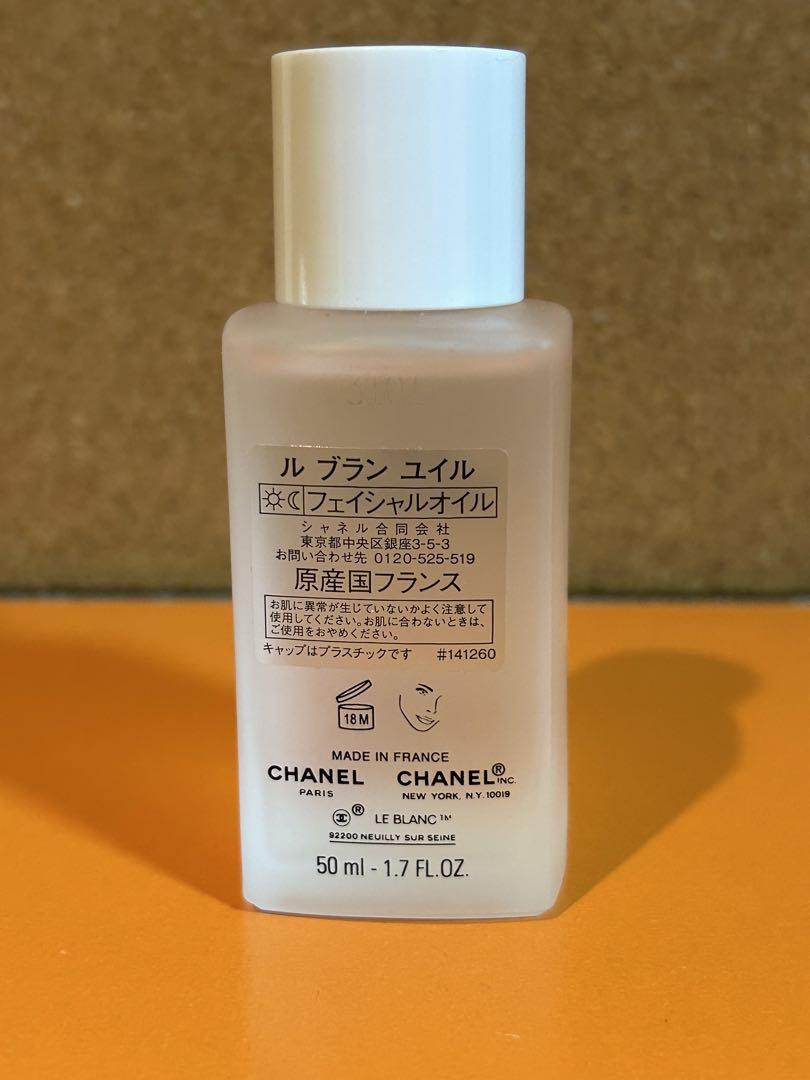 ル ブラン ユイル
フェイシャルオイル
シャネル合同会社
東京都中央区銀座3-5-3
お問い合わせ先 0120-525-519
原産国フランス
お肌に異常が生じていないかよく注意して
使用してください。お肌に合わないときは、
ご使用をおやめください。
キャップはプラスチックです #141260
18M
MADE IN FRANCE
CHANEL CHANEL® INC.
PARIS NEW YORK, N.Y. 10019
® LE BLANC™
92200 NEUILLY SUR SEINE
50 ml - 1.7 FL.OZ.